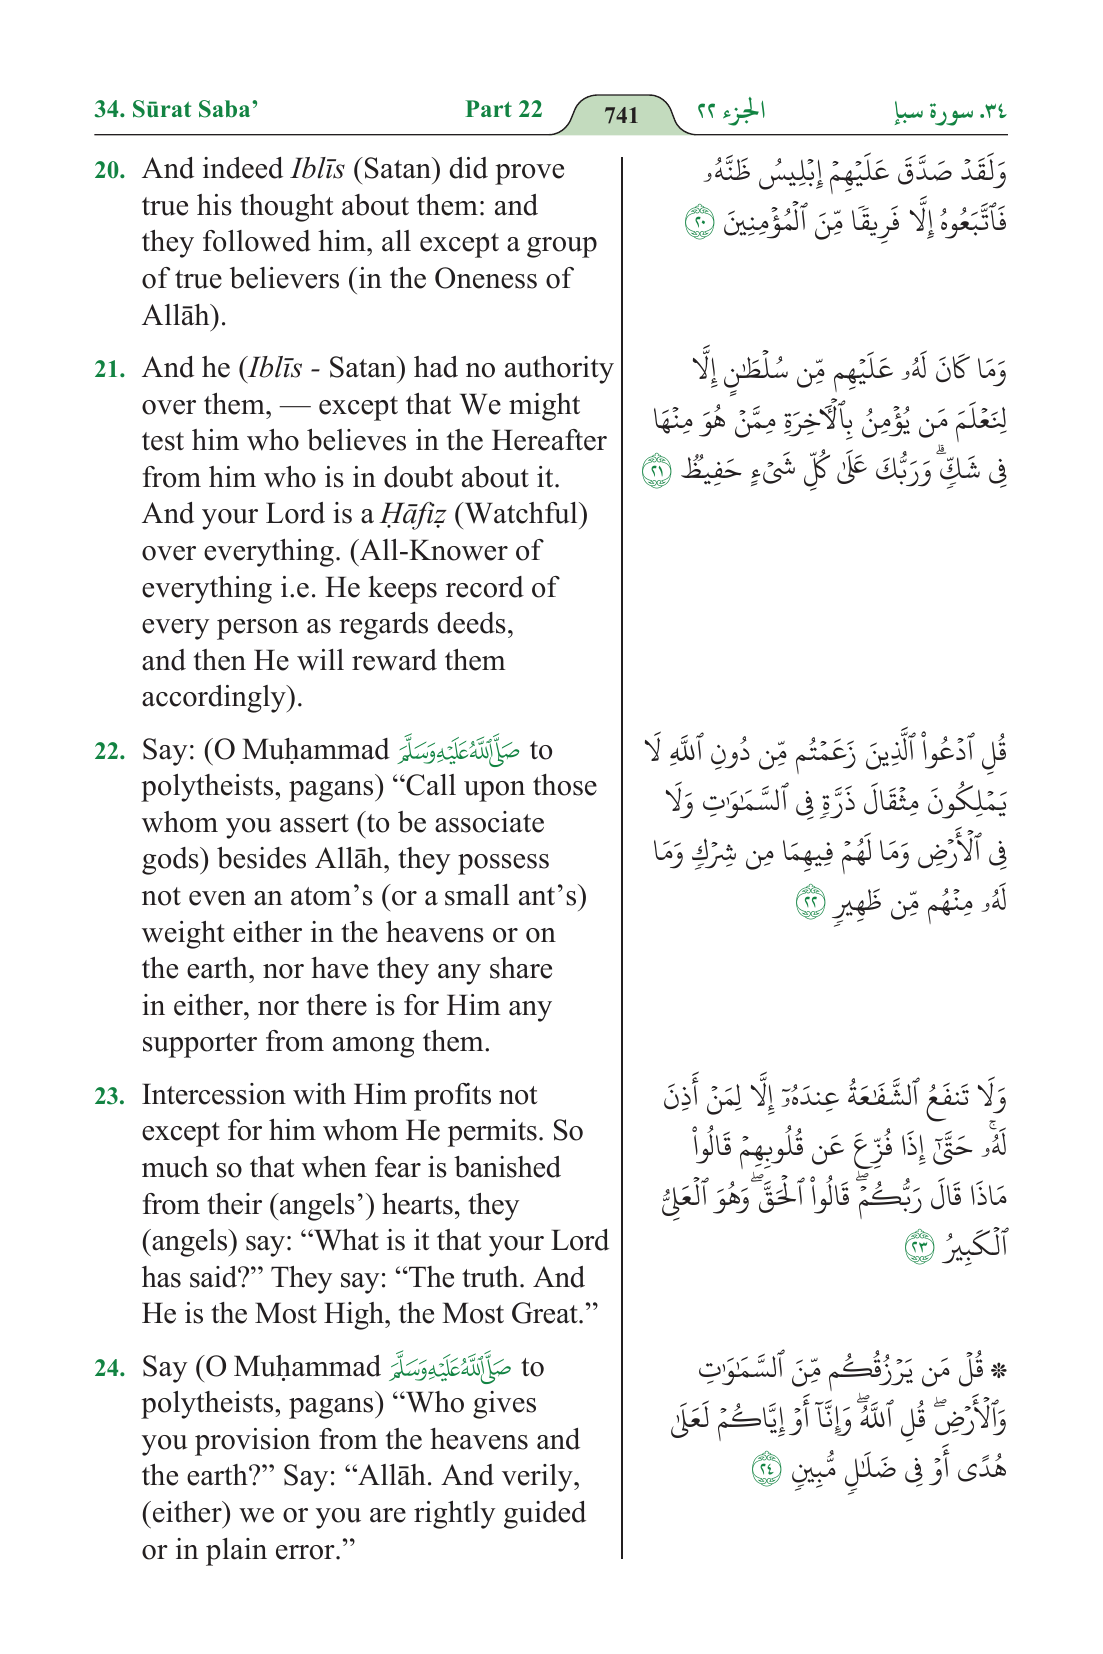 34. Sūrat Saba’ Part 22 741 الجزء ٢٢ ٣٤. سورة سبإ
20. And indeed Iblīs (Satan) did prove
true his thought about them: and
they followed him, all except a group
of true believers (in the Oneness of
Allāh).
21. And he (Iblīs - Satan) had no authority
over them, — except that We might
test him who believes in the Hereafter
from him who is in doubt about it.
And your Lord is a Ḥāfiẓ (Watchful)
over everything. (All-Knower of
everything i.e. He keeps record of
every person as regards deeds,
and then He will reward them
accordingly).
22. Say: (O Muḥammad صَلَّى ٱللَّهُ عَلَيْهِ وَسَلَّمَ to
polytheists, pagans) “Call upon those
whom you assert (to be associate
gods) besides Allāh, they possess
not even an atom’s (or a small ant’s)
weight either in the heavens or on
the earth, nor have they any share
in either, nor there is for Him any
supporter from among them.
23. Intercession with Him profits not
except for him whom He permits. So
much so that when fear is banished
from their (angels’) hearts, they
(angels) say: “What is it that your Lord
has said?” They say: “The truth. And
He is the Most High, the Most Great.”
24. Say (O Muḥammad صَلَّى ٱللَّهُ عَلَيْهِ وَسَلَّمَ to
polytheists, pagans) “Who gives
you provision from the heavens and
the earth?” Say: “Allāh. And verily,
(either) we or you are rightly guided
or in plain error.”
وَلَقَدْ صَدَّقَ عَلَيْهِمْ إِبْلِيسُ ظَنَّهُۥ
فَٱتَّبَعُوهُ إِلَّا فَرِيقًا مِّنَ ٱلْمُؤْمِنِينَ ٢٠
وَمَا كَانَ لَهُۥ عَلَيْهِم مِّن سُلْطَٰنٍ إِلَّا
لِنَعْلَمَ مَن يُؤْمِنُ بِٱلْءَاخِرَةِ مِمَّنْ هُوَ مِنْهَا
فِى شَكٍّ ۗ وَرَبُّكَ عَلَىٰ كُلِّ شَىْءٍ حَفِيظٌ ٢١
قُلِ ٱدْعُوا۟ ٱلَّذِينَ زَعَمْتُم مِّن دُونِ ٱللَّهِ لَا
يَمْلِكُونَ مِثْقَالَ ذَرَّةٍ فِى ٱلسَّمَٰوَٰتِ وَلَا
فِى ٱلْأَرْضِ وَمَا لَهُمْ فِيهِمَا مِن شِرْكٍ وَمَا
لَهُۥ مِنْهُم مِّن ظَهِيرٍ ٢٢
وَلَا تَنفَعُ ٱلشَّفَٰعَةُ عِندَهُۥٓ إِلَّا لِمَنْ أَذِنَ
لَهُۥ ۚ حَتَّىٰٓ إِذَا فُزِّعَ عَن قُلُوبِهِمْ قَالُوا۟
مَاذَا قَالَ رَبُّكُمْ ۖ قَالُوا۟ ٱلْحَقَّ ۖ وَهُوَ ٱلْعَلِىُّ
ٱلْكَبِيرُ ٢٣
۞ قُلْ مَن يَرْزُقُكُم مِّنَ ٱلسَّمَٰوَٰتِ
وَٱلْأَرْضِ ۖ قُلِ ٱللَّهُ ۖ وَإِنَّآ أَوْ إِيَّاكُمْ لَعَلَىٰ
هُدًى أَوْ فِى ضَلَٰلٍ مُّبِينٍ ٢٤